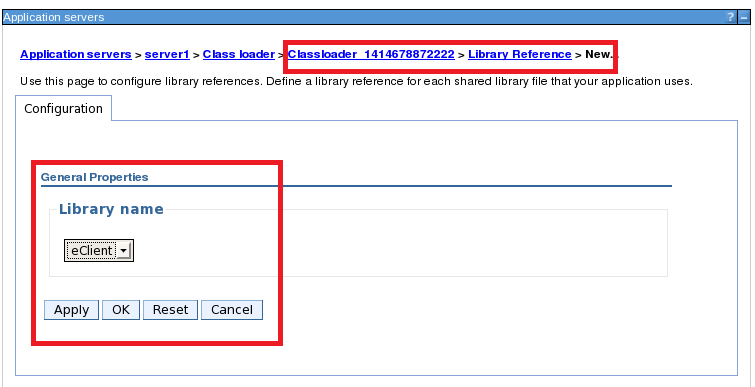 Application servers ? –
Application servers > server1 > Class loader > Classloader_1414678872222 > Library Reference > New...
Use this page to configure library references. Define a library reference for each shared library file that your application uses.
Configuration
General Properties
Library name
eClient
Apply OK Reset Cancel